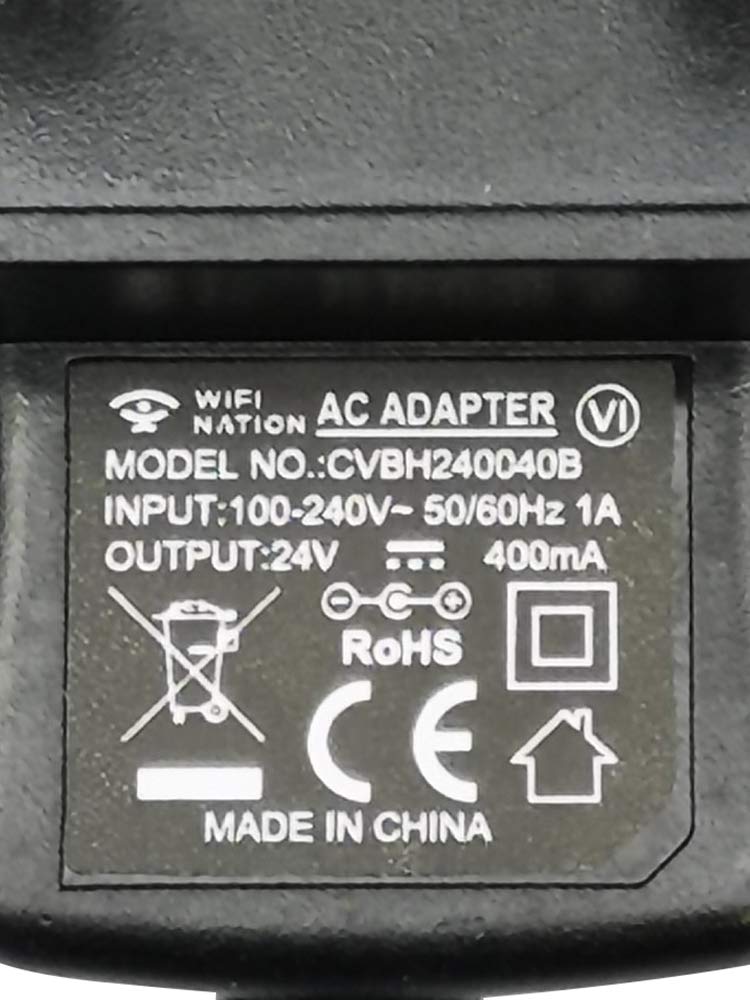 WIFI NATION AC ADAPTER VI
MODEL NO.:CVBH240040B
INPUT:100-240V~ 50/60Hz 1A
OUTPUT:24V ⎓ 400mA
RoHS
CE
MADE IN CHINA